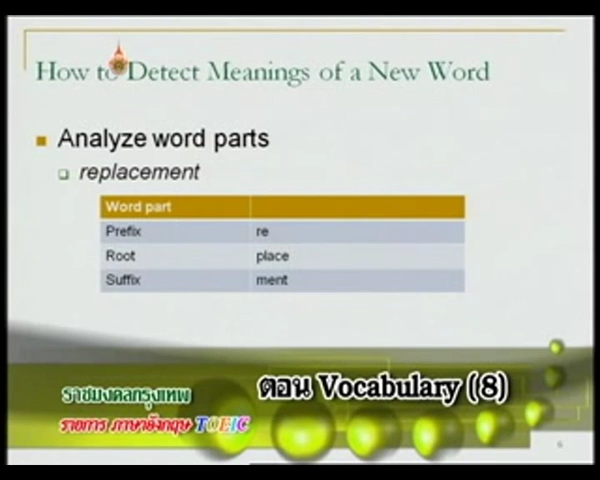 How to Detect Meanings of a New Word
Analyze word parts
replacement
Word part
Prefix re
Root place
Suffix ment
ตอน Vocabulary (8)
ราชมงคลกรุงเทพ
รายการ ภาษาอังกฤษ TOEIC
6